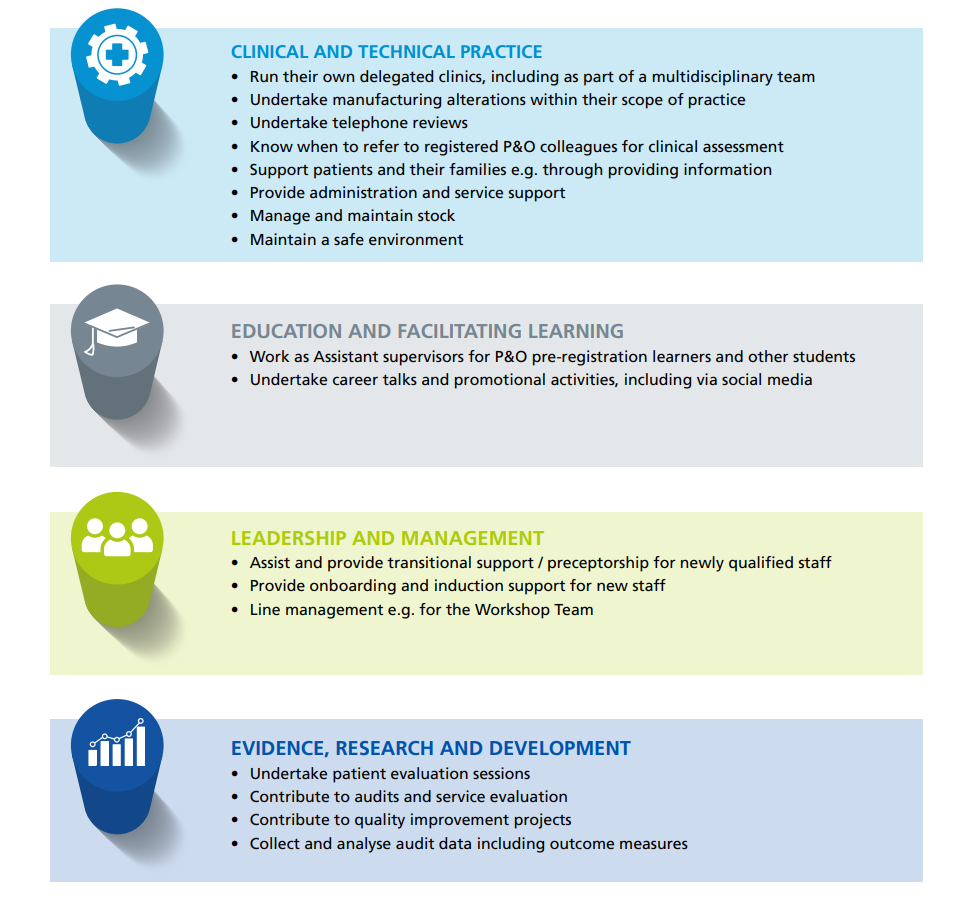 CLINICAL AND TECHNICAL PRACTICE
• Run their own delegated clinics, including as part of a multidisciplinary team
• Undertake manufacturing alterations within their scope of practice
• Undertake telephone reviews
• Know when to refer to registered P&O colleagues for clinical assessment
• Support patients and their families e.g. through providing information
• Provide administration and service support
• Manage and maintain stock
• Maintain a safe environment
EDUCATION AND FACILITATING LEARNING
• Work as Assistant supervisors for P&O pre-registration learners and other students
• Undertake career talks and promotional activities, including via social media
LEADERSHIP AND MANAGEMENT
• Assist and provide transitional support / preceptorship for newly qualified staff
• Provide onboarding and induction support for new staff
• Line management e.g. for the Workshop Team
EVIDENCE, RESEARCH AND DEVELOPMENT
• Undertake patient evaluation sessions
• Contribute to audits and service evaluation
• Contribute to quality improvement projects
• Collect and analyse audit data including outcome measures